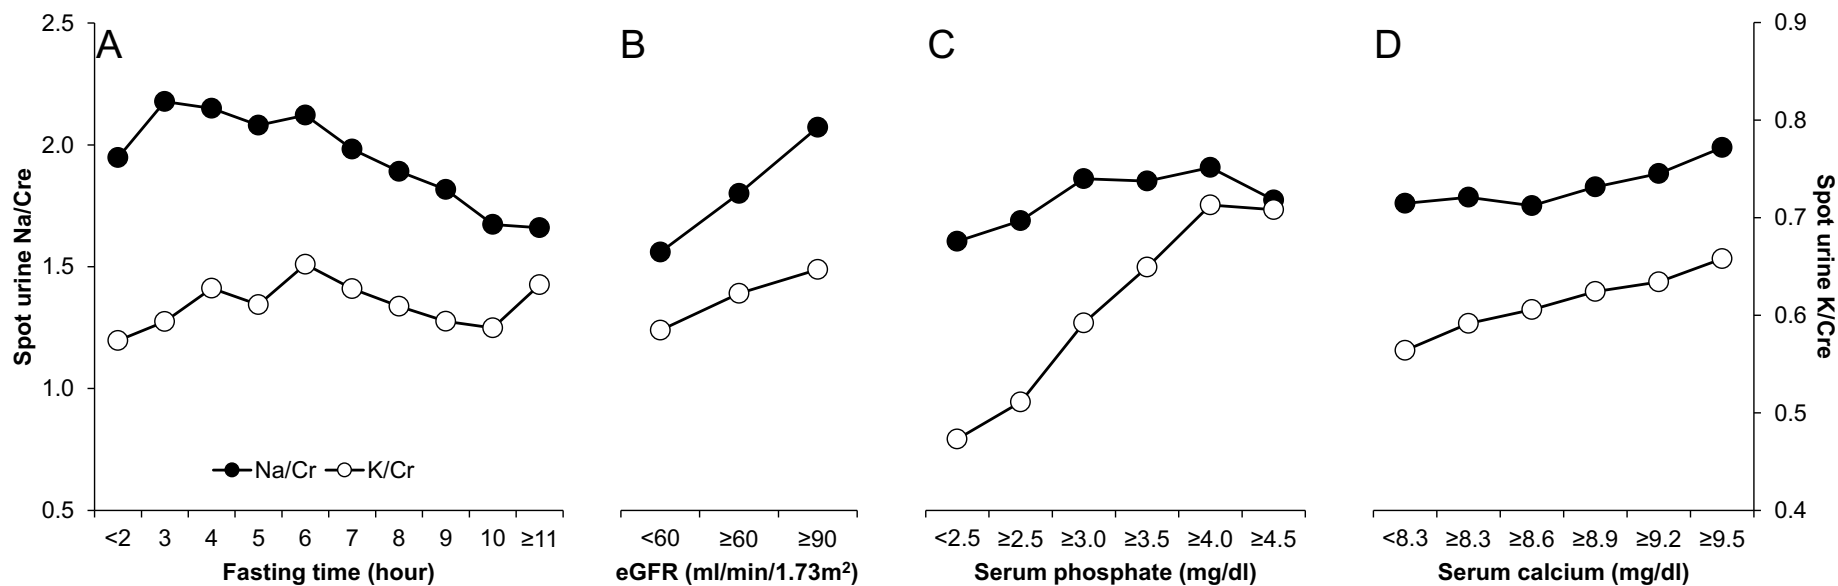 A
B
C
D
2.5
2.0
1.5
1.0
0.5
Spot urine Na/Cre
0.9
0.8
0.7
0.6
0.5
0.4
Spot urine K/Cre
Na/Cr K/Cr
<2 3 4 5 6 7 8 9 10 ≥11
Fasting time (hour)
<60 ≥60 ≥90
eGFR (ml/min/1.73m²)
<2.5 ≥2.5 ≥3.0 ≥3.5 ≥4.0 ≥4.5
Serum phosphate (mg/dl)
<8.3 ≥8.3 ≥8.6 ≥8.9 ≥9.2 ≥9.5
Serum calcium (mg/dl)